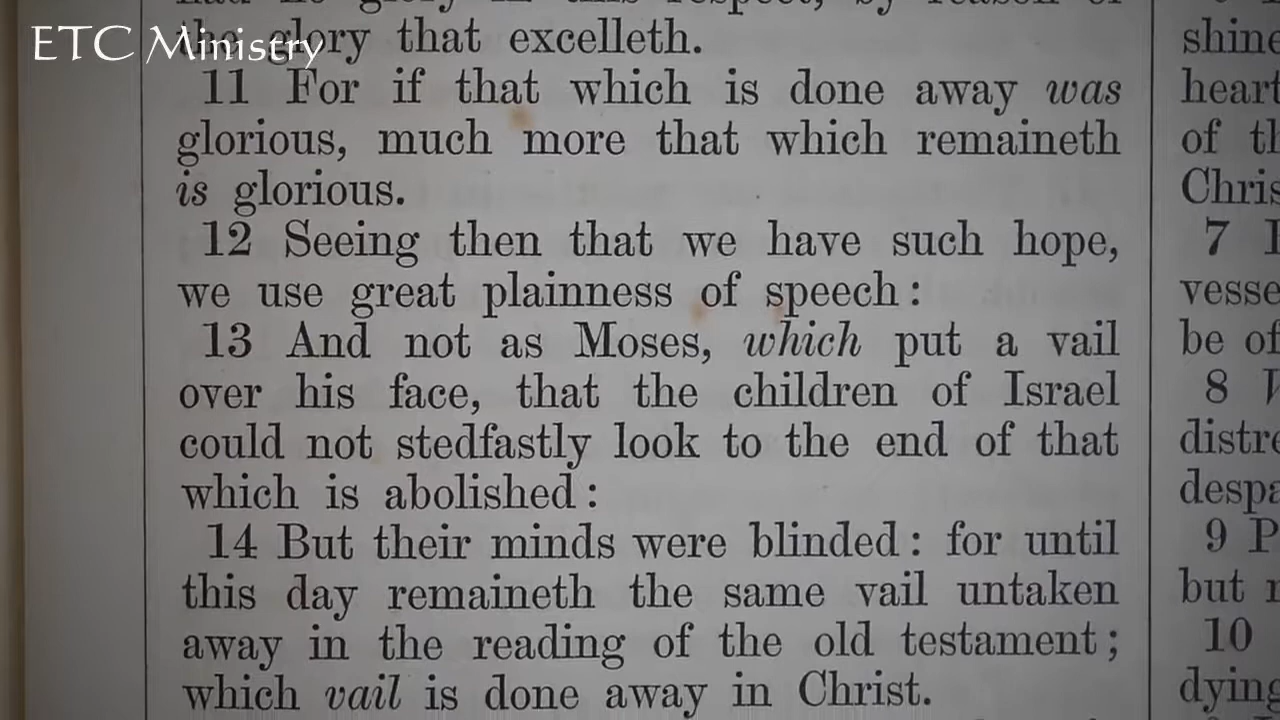 ETC Ministry
the glory that excelleth.
11 For if that which is done away was
glorious, much more that which remaineth
is glorious.
12 Seeing then that we have such hope,
we use great plainness of speech :
13 And not as Moses, which put a vail
over his face, that the children of Israel
could not stedfastly look to the end of that
which is abolished :
14 But their minds were blinded : for until
this day remaineth the same vail untaken
away in the reading of the old testament ;
which vail is done away in Christ.
shine
heart
of
7
vesse
be of
8
distre
9
but
10
dying